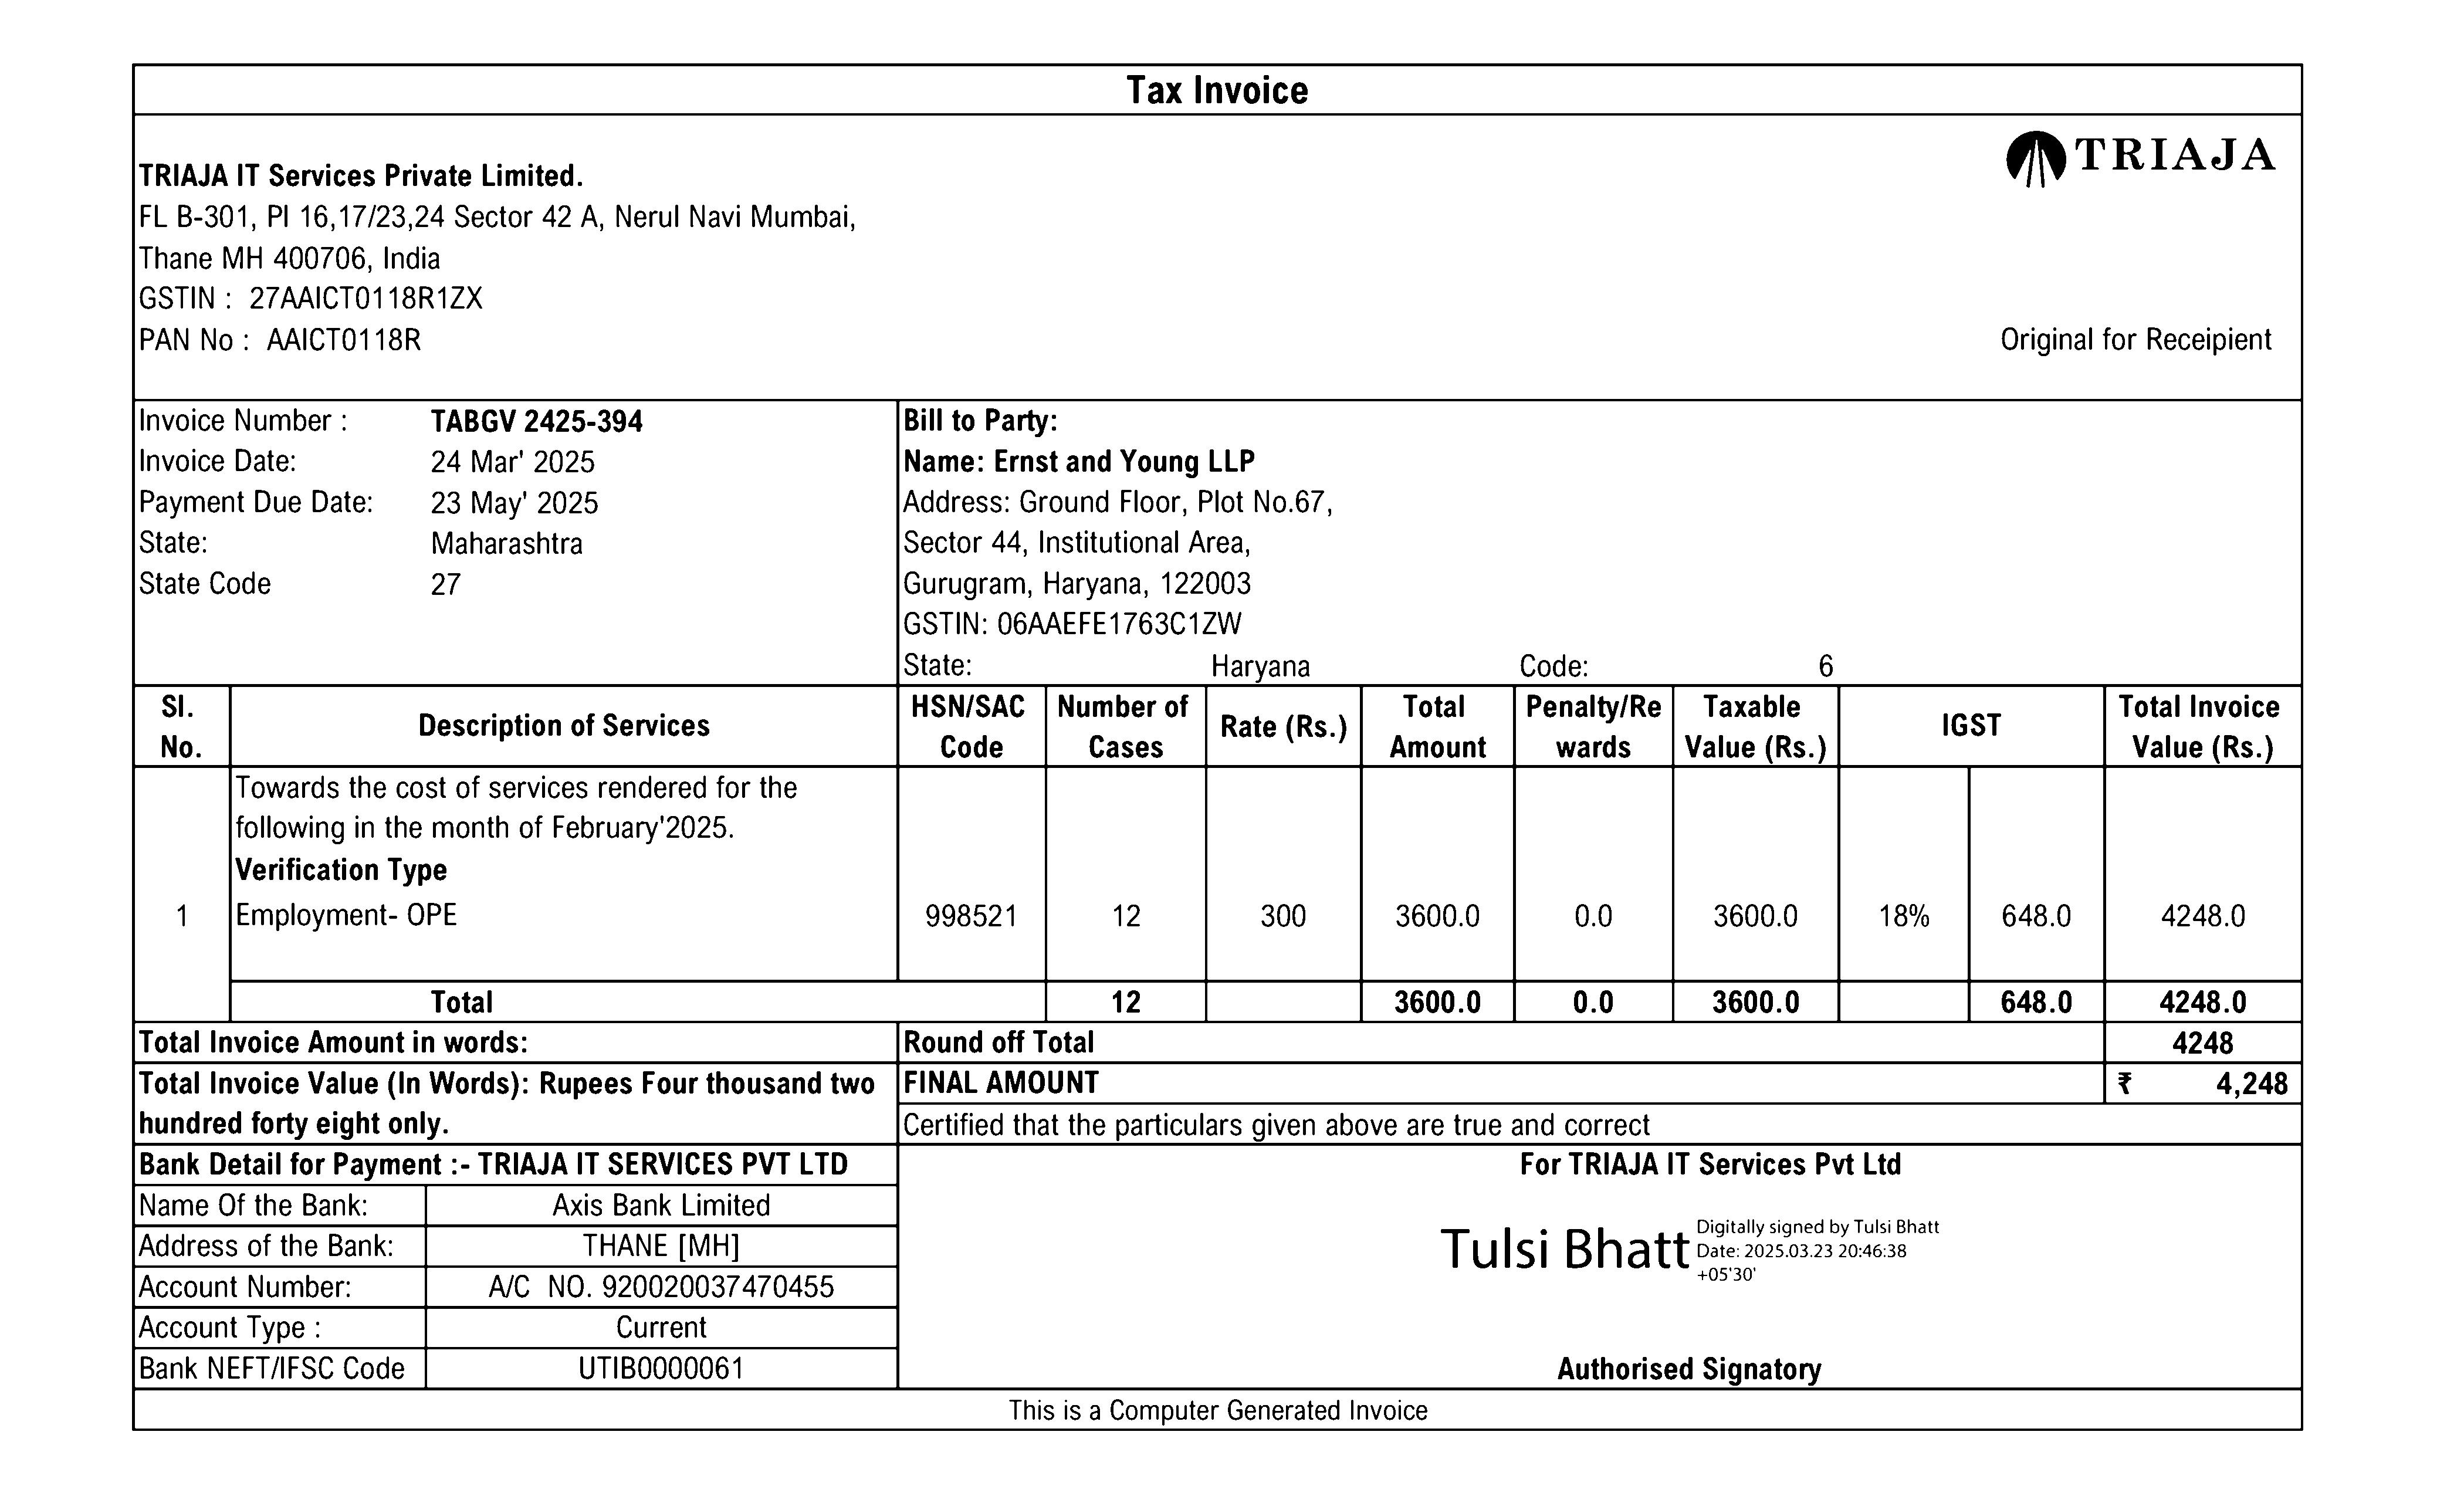 Tax Invoice
TRIAJA
TRIAJA IT Services Private Limited.
FL B-301, Pl 16,17/23,24 Sector 42 A, Nerul Navi Mumbai,
Thane MH 400706, India
GSTIN : 27AAICT0118R1ZX
PAN No : AAICT0118R
Original for Receipient
Invoice Number : TABGV 2425-394
Invoice Date: 24 Mar' 2025
Payment Due Date: 23 May' 2025
State: Maharashtra
State Code 27
Bill to Party:
Name: Ernst and Young LLP
Address: Ground Floor, Plot No.67,
Sector 44, Institutional Area,
Gurugram, Haryana, 122003
GSTIN: 06AAEFE1763C1ZW
State: Haryana Code: 6
Sl. No. Description of Services HSN/SAC Code Number of Cases Rate (Rs.) Total Amount Penalty/Re wards Taxable Value (Rs.) IGST Total Invoice Value (Rs.)
Towards the cost of services rendered for the
following in the month of February'2025.
Verification Type
1 Employment- OPE 998521 12 300 3600.0 0.0 3600.0 18% 648.0 4248.0
Total 12 3600.0 0.0 3600.0 648.0 4248.0
Total Invoice Amount in words:
Round off Total 4248
Total Invoice Value (In Words): Rupees Four thousand two
hundred forty eight only.
FINAL AMOUNT ₹ 4,248
Certified that the particulars given above are true and correct
Bank Detail for Payment :- TRIAJA IT SERVICES PVT LTD
Name Of the Bank: Axis Bank Limited
Address of the Bank: THANE [MH]
Account Number: A/C NO. 920020037470455
Account Type : Current
Bank NEFT/IFSC Code UTIB0000061
For TRIAJA IT Services Pvt Ltd
Tulsi Bhatt
Digitally signed by Tulsi Bhatt
Date: 2025.03.23 20:46:38
+05'30'
Authorised Signatory
This is a Computer Generated Invoice